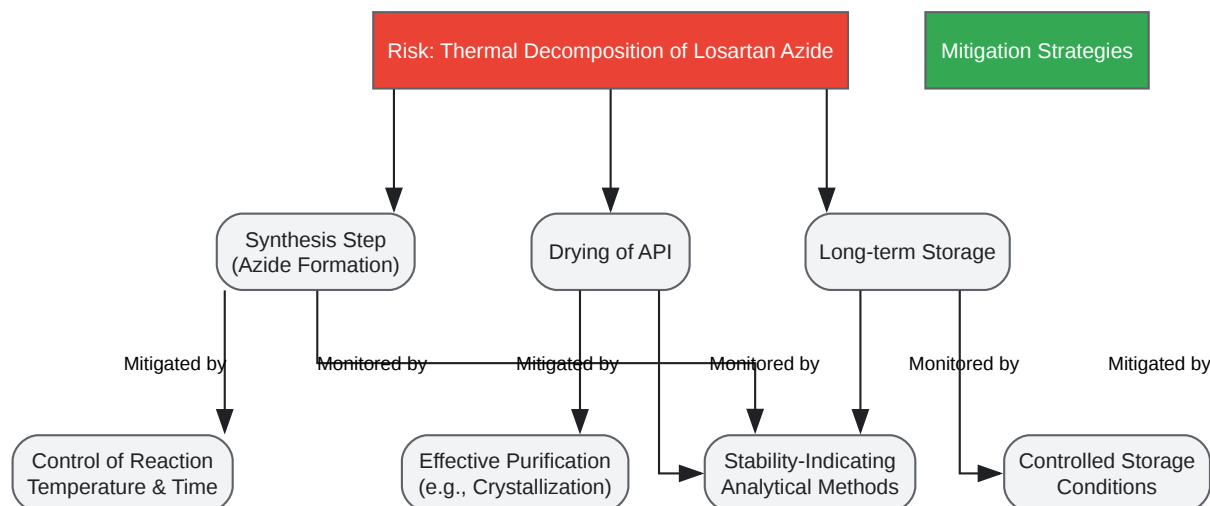 Risk: Thermal Decomposition of Losartan Azide
Mitigation Strategies
Synthesis Step
(Azide Formation)
Drying of API
Long-term Storage
Mitigated by
Monitored by
Mitigated by
Monitored by
Monitored by
Mitigated by
Control of Reaction
Temperature & Time
Effective Purification
(e.g., Crystallization)
Stability-Indicating
Analytical Methods
Controlled Storage
Conditions